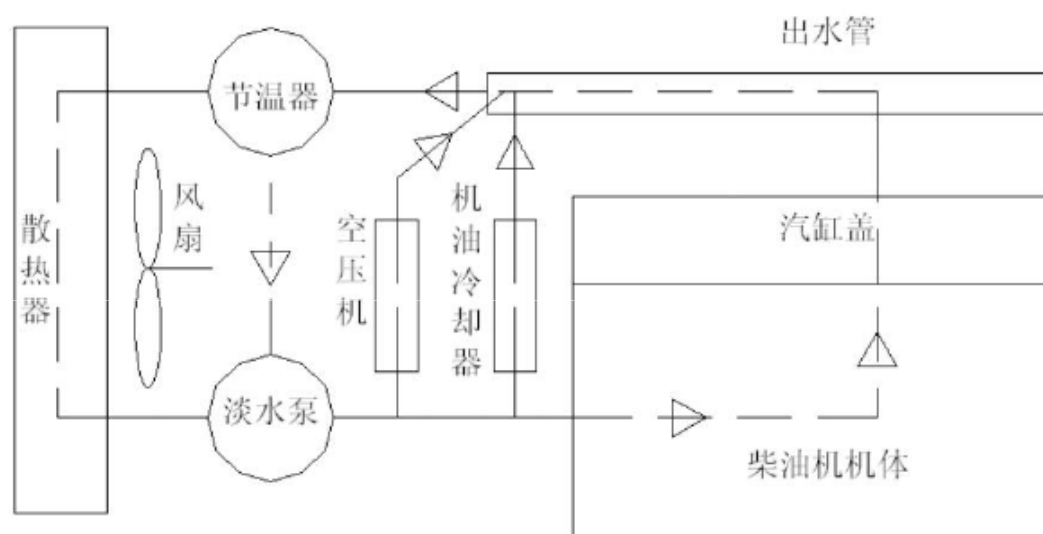 出水管
节温器
风扇
散热器
空压机
机油冷却器
汽缸盖
淡水泵
柴油机机体